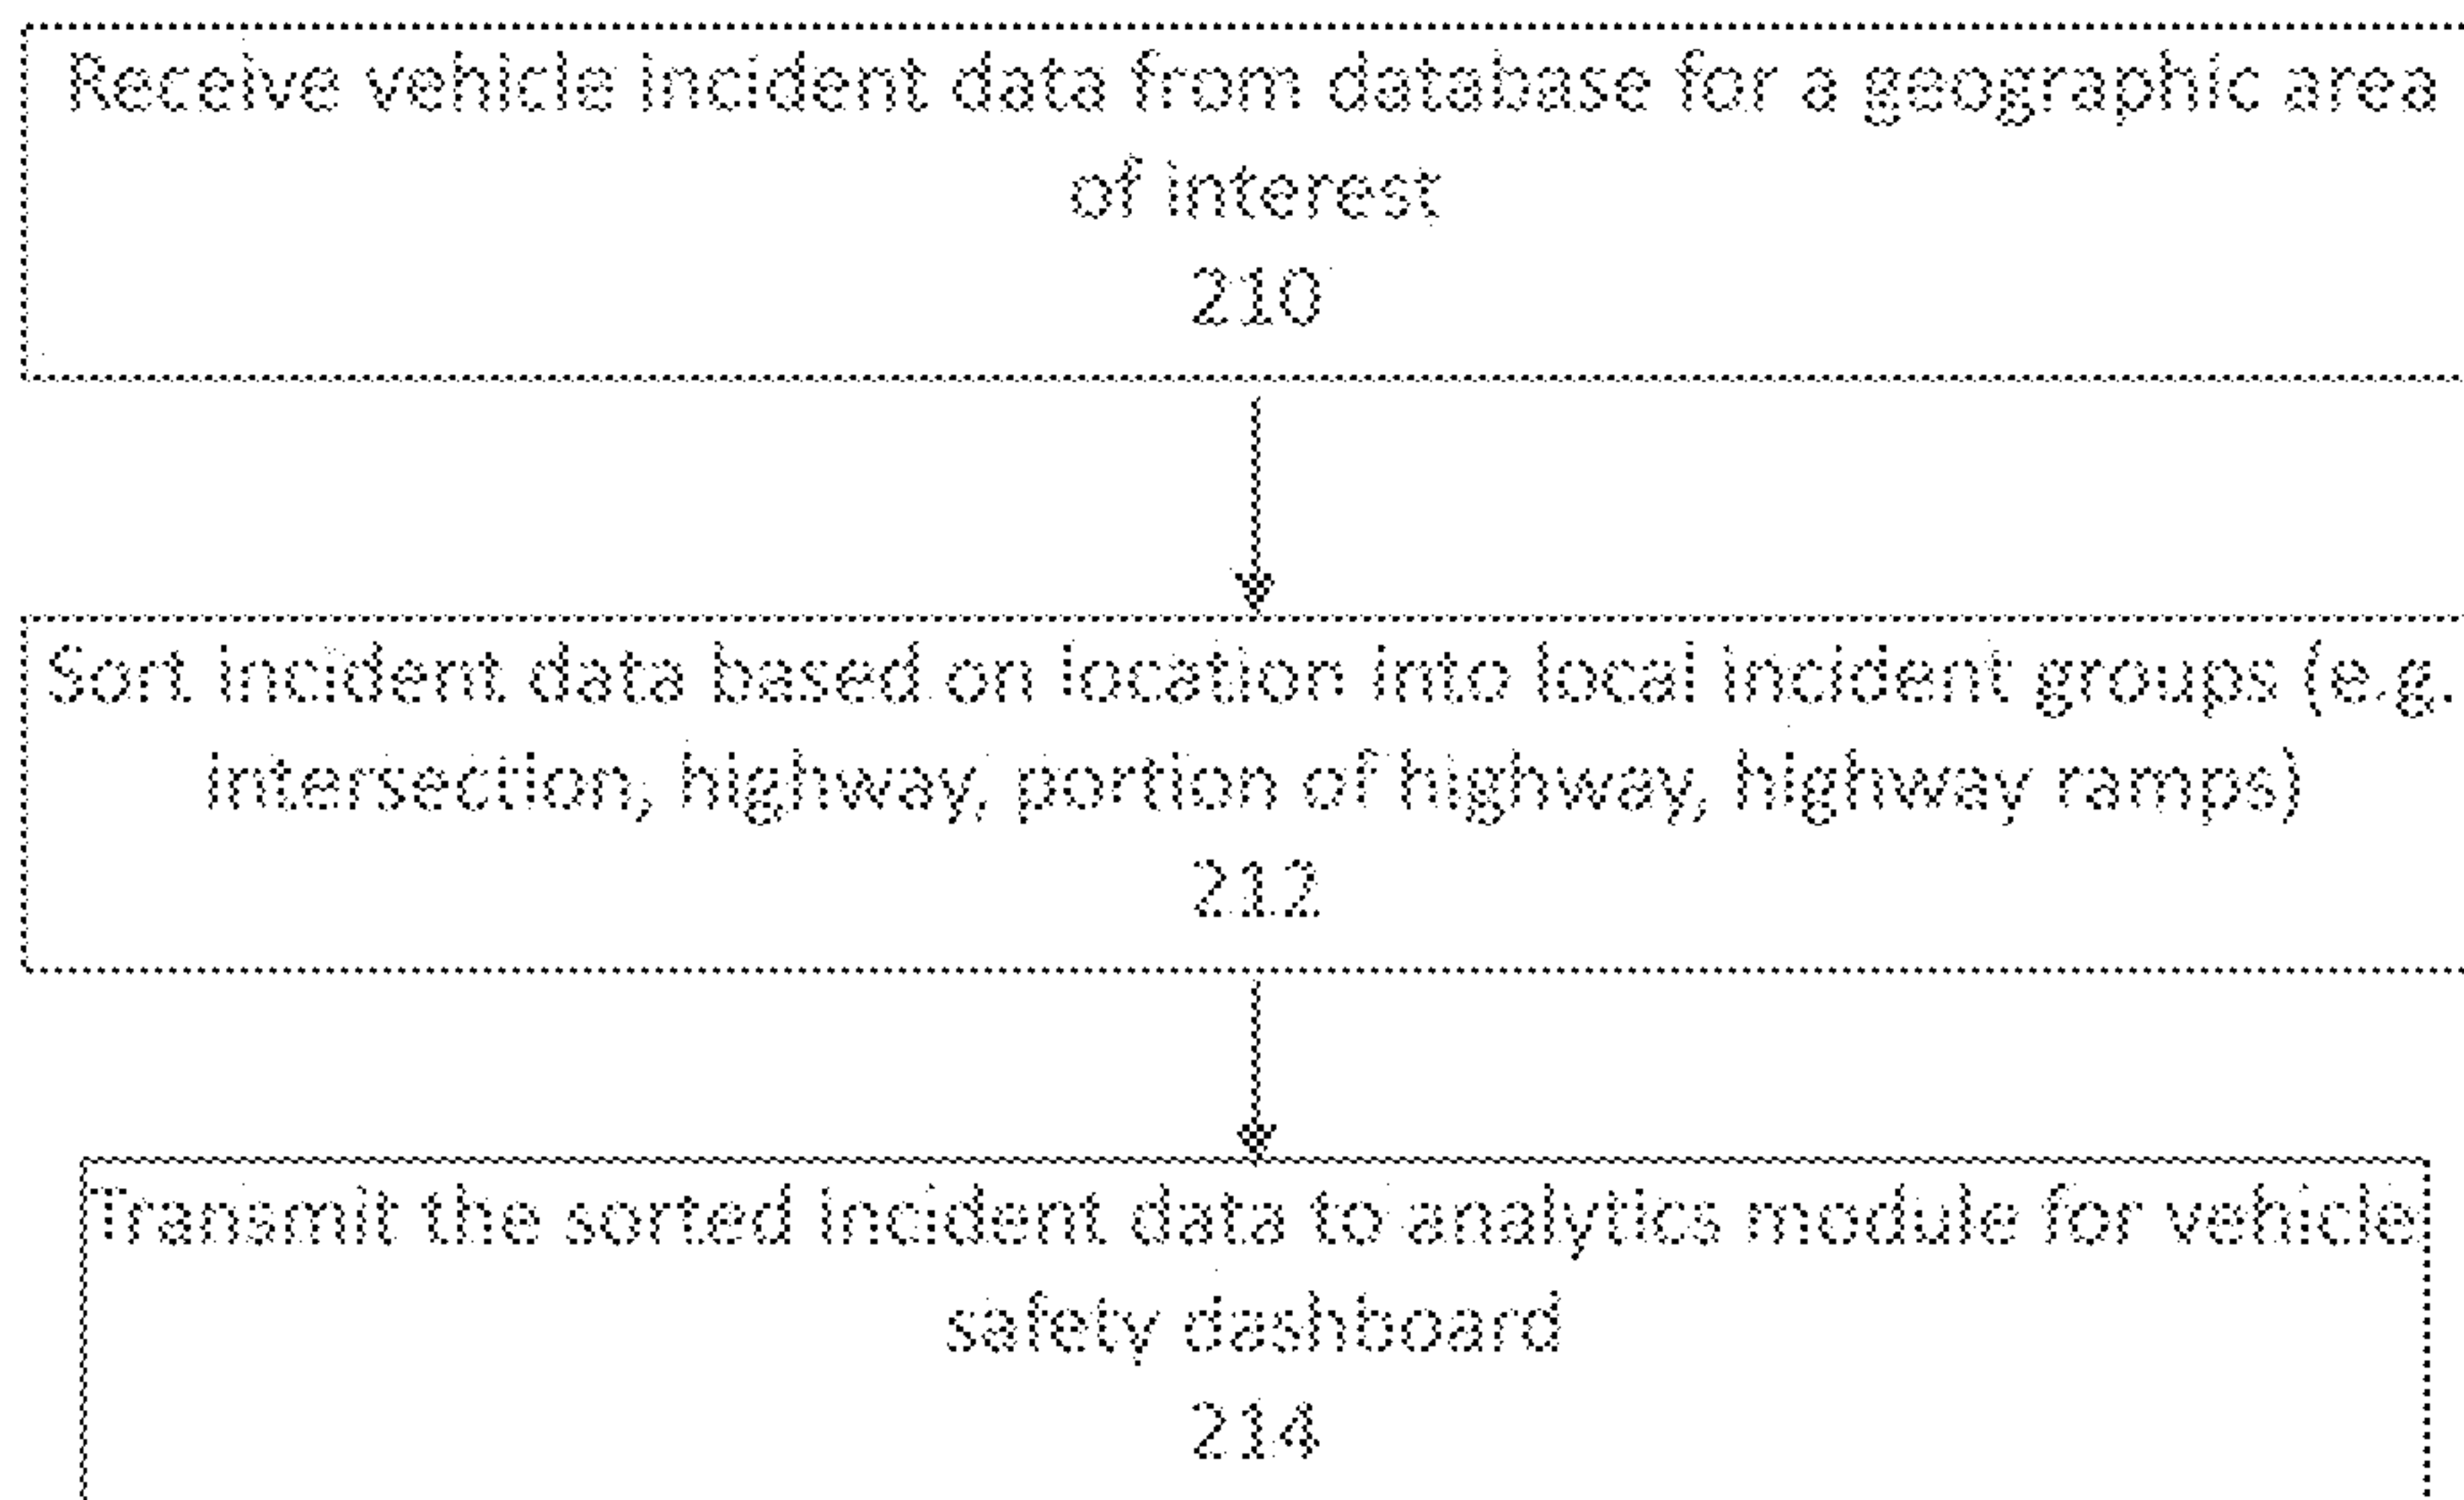 Receive vehicle incident data from database for a geographic area
of interest
210
Sort incident data based on location into local incident groups (e.g.
intersection, highway, portion of highway, highway ramps)
212
Transmit the sorted incident data to analytics module for vehicle
safety dashboard
214